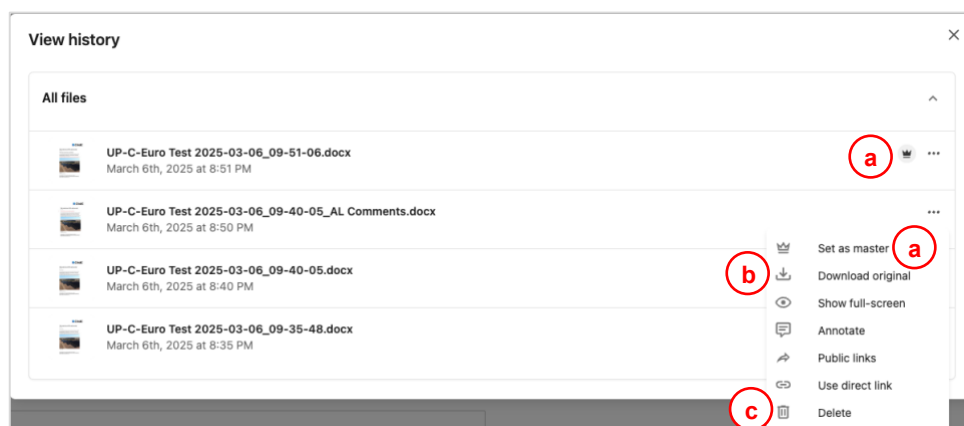 View history
All files
UP-C-Euro Test 2025-03-06_09-51-06.docx
March 6th, 2025 at 8:51 PM
a
UP-C-Euro Test 2025-03-06_09-40-05_AL Comments.docx
March 6th, 2025 at 8:50 PM
UP-C-Euro Test 2025-03-06_09-40-05.docx
March 6th, 2025 at 8:40 PM
UP-C-Euro Test 2025-03-06_09-35-48.docx
March 6th, 2025 at 8:35 PM
Set as master a
b Download original
Show full-screen
Annotate
Public links
Use direct link
c Delete